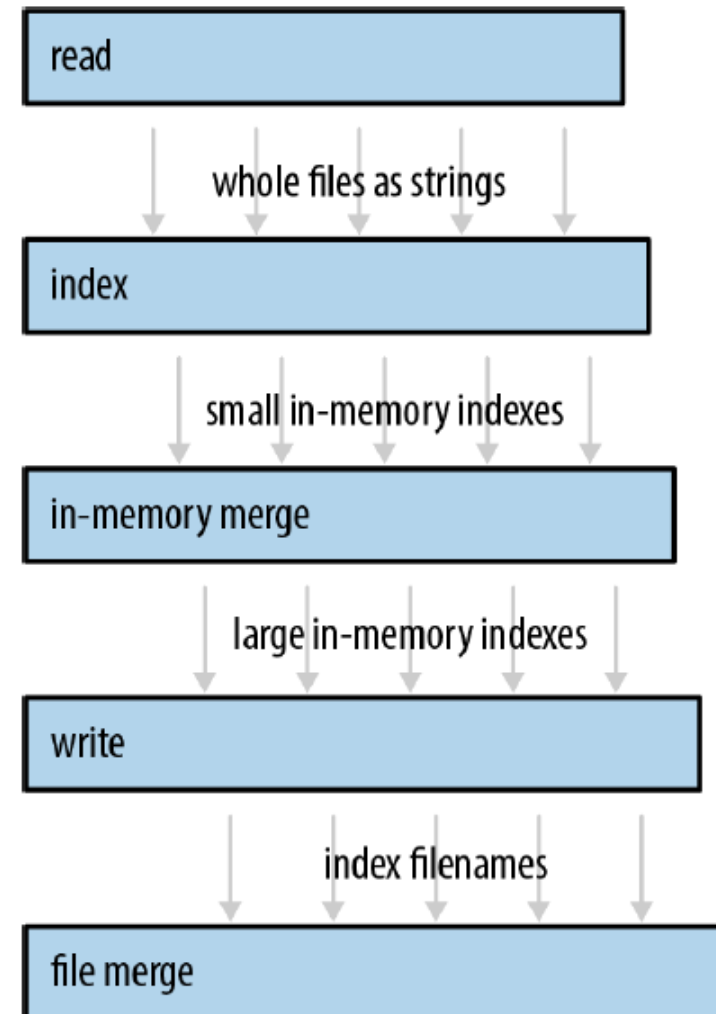 read
whole files as strings
index
small in-memory indexes
in-memory merge
large in-memory indexes
write
index filenames
file merge